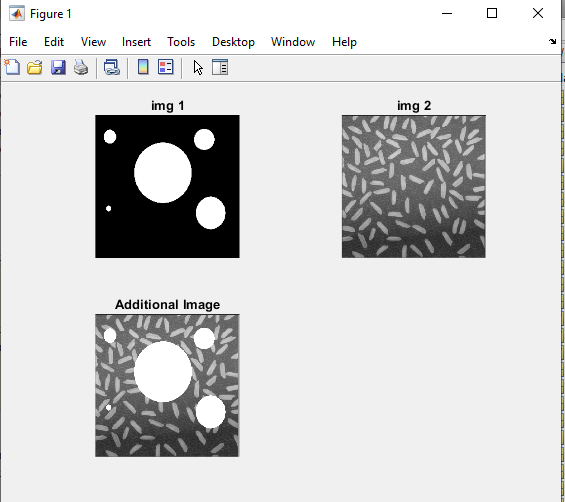 Figure 1
File Edit View Insert Tools Desktop Window Help
img 1 img 2
Additional Image